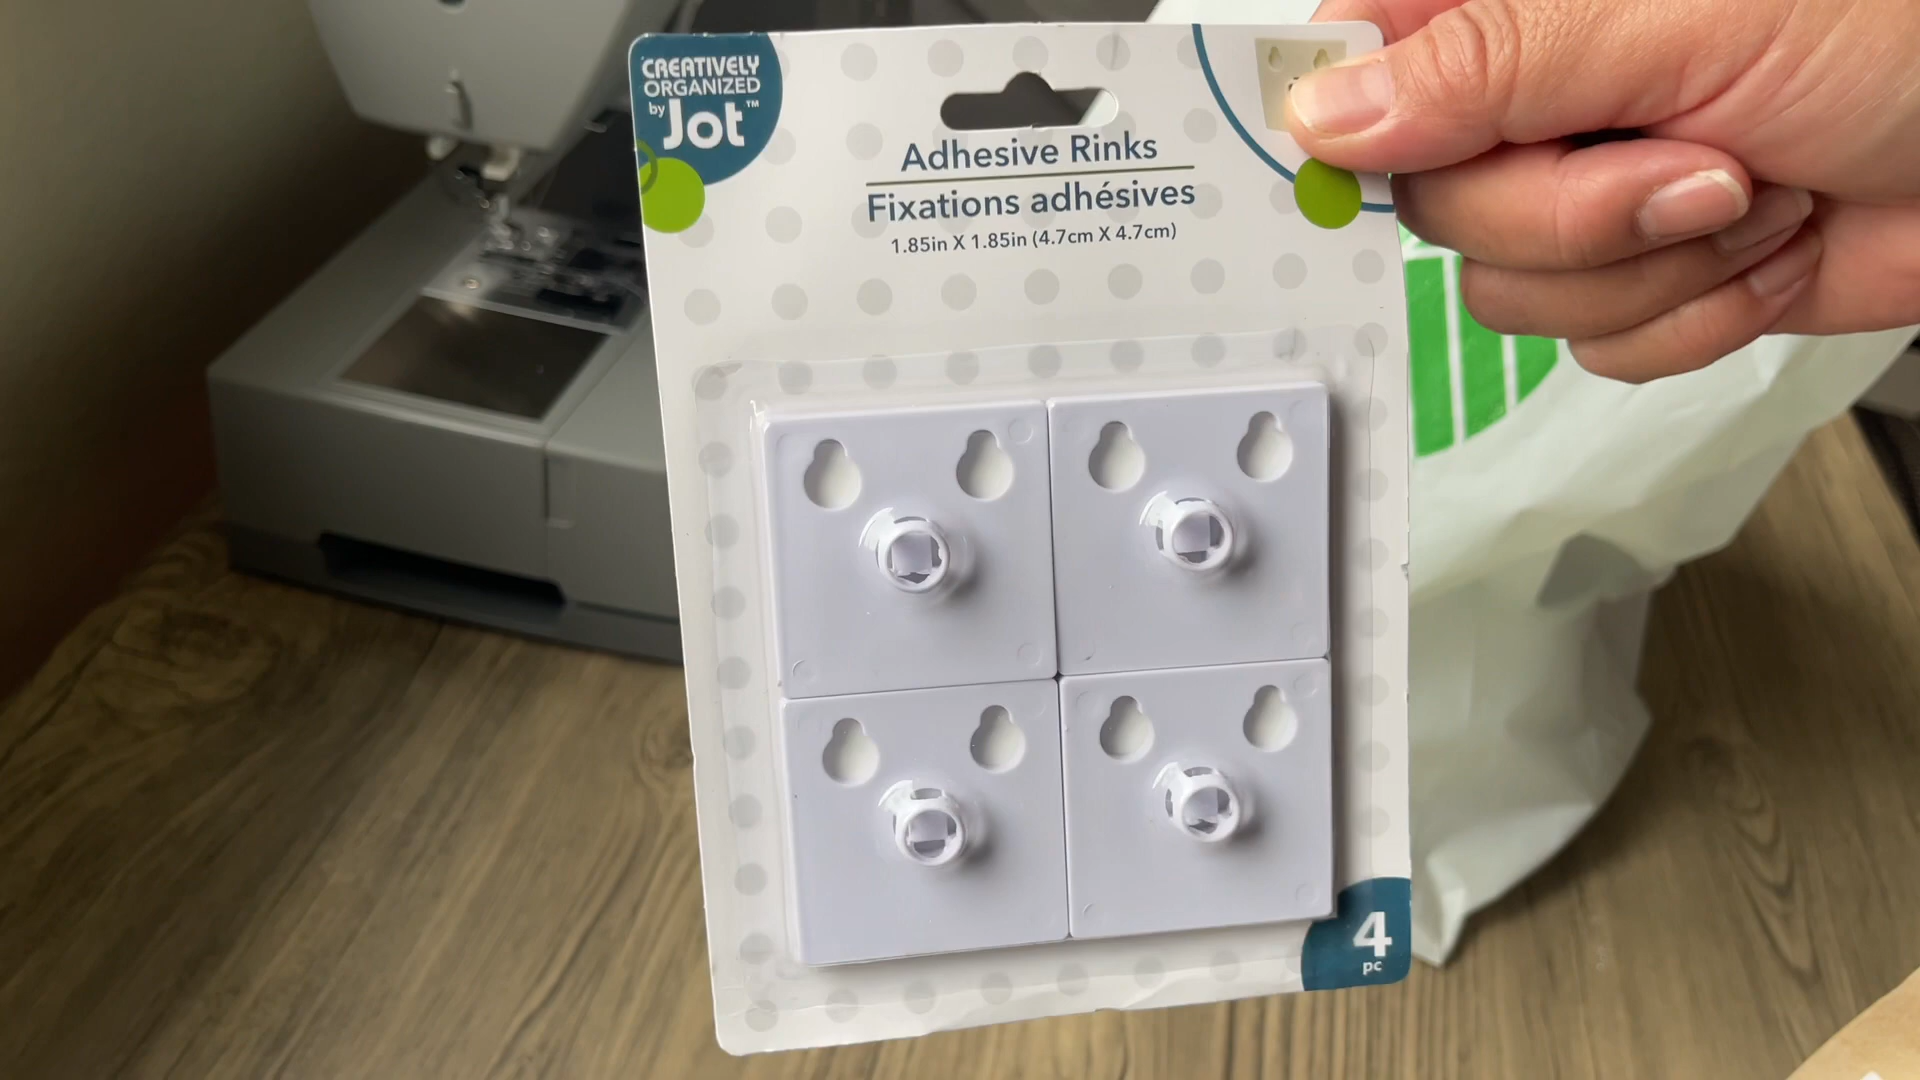 CREATIVELY
ORGANIZED
by Jot™
Adhesive Rinks
Fixations adhésives
1.85in X 1.85in (4.7cm X 4.7cm)
4
pc